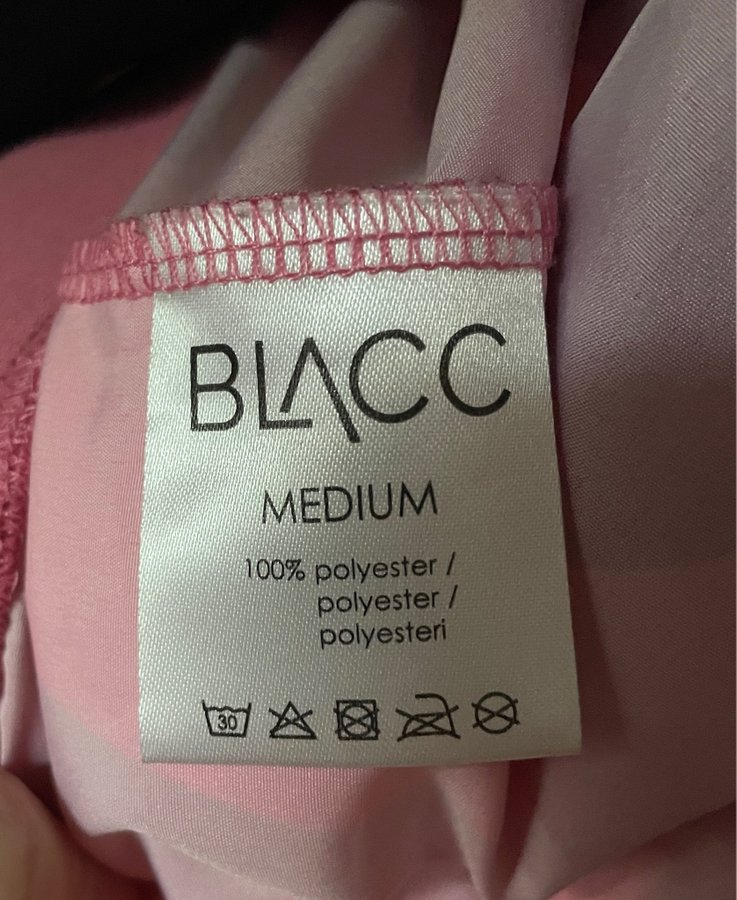 BLACC
MEDIUM
100% polyester /
polyester /
polyesteri
30